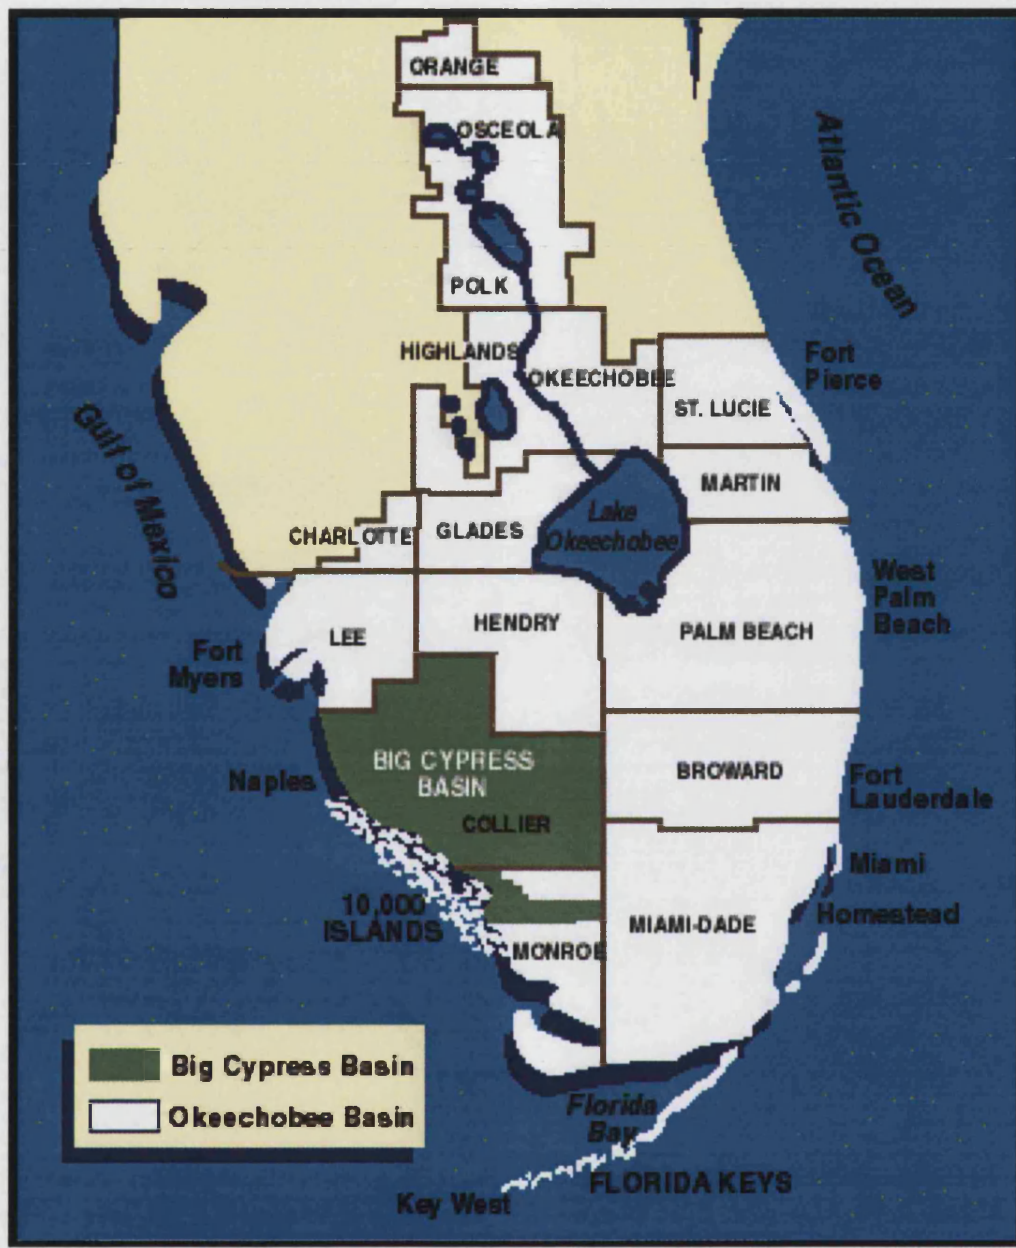 ORANGE
OSCEOLA
Atlantic Ocean
POLK
HIGHLANDS
OKEECHOBEE
Fort
Pierce
ST. LUCIE
Gulf of Mexico
MARTIN
CHARLOTTE
GLADES
Lake
Okeechobee
West
Palm
Beach
LEE
HENDRY
PALM BEACH
Fort
Myers
BIG CYPRESS
BASIN
BROWARD
Naples
Fort
Lauderdale
COLLIER
Miami
10,000
ISLANDS
Homestead
MIAMI-DADE
MONROE
Big Cypress Basin
Okeechobee Basin
Florida
Bay
FLORIDA KEYS
Key West